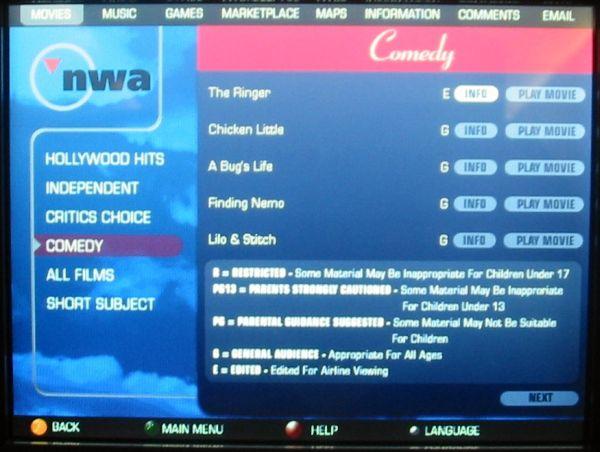 MOVIES MUSIC GAMES MARKETPLACE MAPS INFORMATION COMMENTS EMAIL
nwa
Comedy
The Ringer E INFO PLAY MOVIE
Chicken Little G INFO PLAY MOVIE
A Bug's Life G INFO PLAY MOVIE
Finding Nemo G INFO PLAY MOVIE
Lilo & Stitch G INFO PLAY MOVIE
HOLLYWOOD HITS
INDEPENDENT
CRITICS CHOICE
COMEDY
ALL FILMS
SHORT SUBJECT
R = RESTRICTED - Some Material May Be Inappropriate For Children Under 17
PG13 = PARENTS STRONGLY CAUTIONED - Some Material May Be Inappropriate
For Children Under 13
PG = PARENTAL GUIDANCE SUGGESTED - Some Material May Not Be Suitable
For Children
G = GENERAL AUDIENCE - Appropriate For All Ages
E = EDITED - Edited For Airline Viewing
NEXT
BACK MAIN MENU HELP LANGUAGE